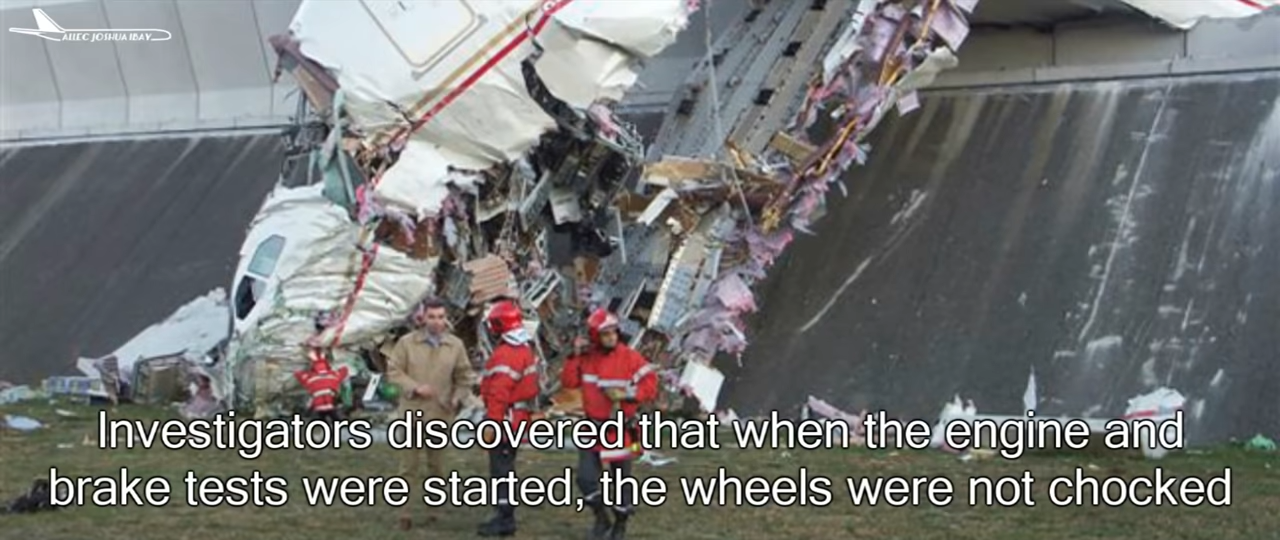 ALLEC JOSHUA IBAY
Investigators discovered that when the engine and
brake tests were started, the wheels were not chocked